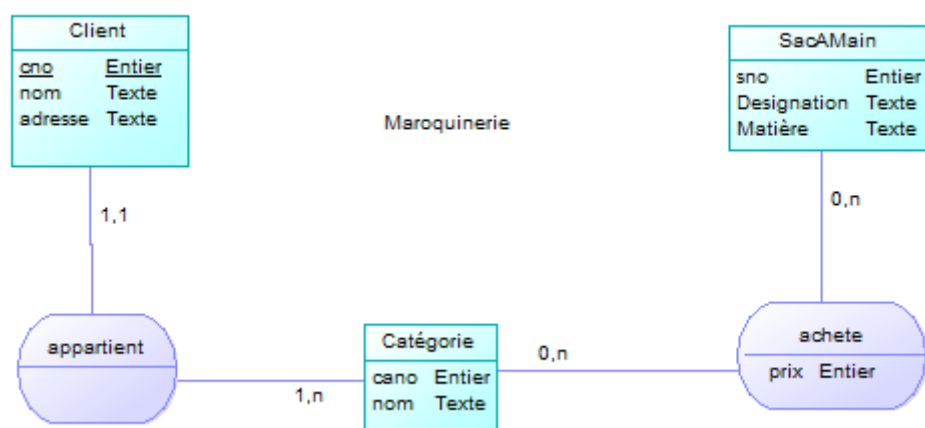 Client
cno Entier
nom Texte
adresse Texte
SacAMain
sno Entier
Designation Texte
Matière Texte
Maroquinerie
1,1
0,n
appartient
1,n
Catégorie
cano Entier
nom Texte
0,n
achete
prix Entier